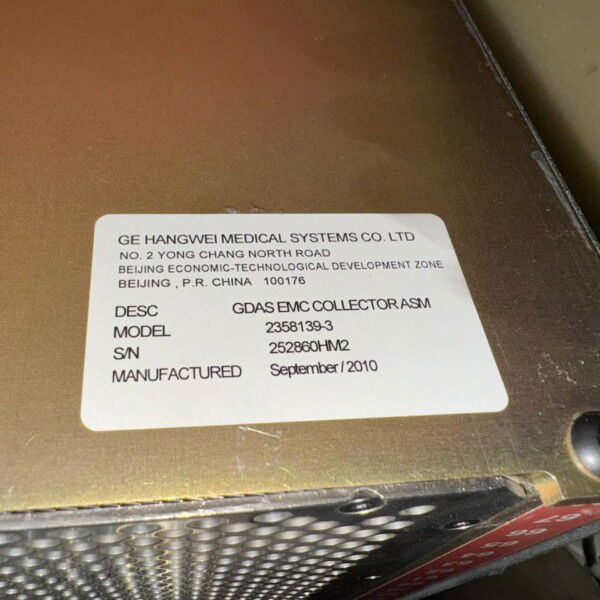 GE HANGWEI MEDICAL SYSTEMS CO. LTD
NO. 2 YONG CHANG NORTH ROAD
BEIJING ECONOMIC-TECHNOLOGICAL DEVELOPMENT ZONE
BEIJING , P.R. CHINA 100176
DESC GDAS EMC COLLECTOR ASM
MODEL 2358139-3
S/N 252860HM2
MANUFACTURED September / 2010